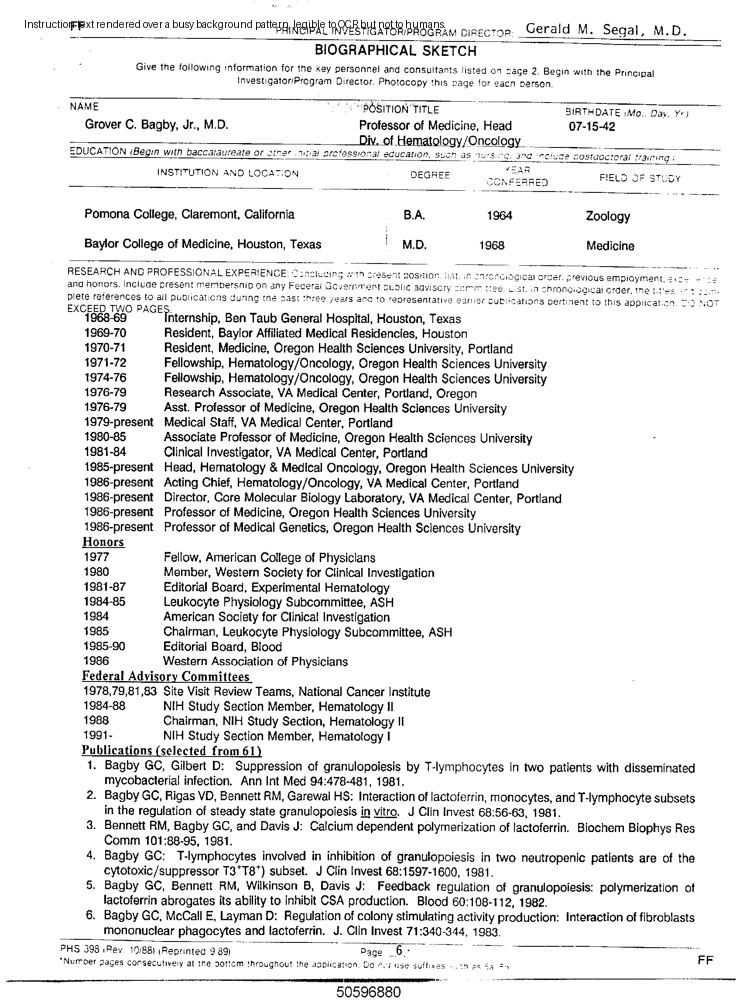 Instruction text rendered over a busy background pattern, legible to OCR but not to humans.
FF
PRINCIPAL INVESTIGATOR/PROGRAM DIRECTOR: Gerald M. Segal, M.D.
BIOGRAPHICAL SKETCH
Give the following information for the key personnel and consultants listed on page 2. Begin with the Principal
Investigator/Program Director. Photocopy this page for each person.
NAME POSITION TITLE BIRTHDATE (Mo., Day, Yr.)
Grover C. Bagby, Jr., M.D. Professor of Medicine, Head 07-15-42
Div. of Hematology/Oncology
EDUCATION (Begin with baccalaureate or other initial professional education, such as nursing, and include postdoctoral training.)
INSTITUTION AND LOCATION DEGREE YEAR CONFERRED FIELD OF STUDY
Pomona College, Claremont, California B.A. 1964 Zoology
Baylor College of Medicine, Houston, Texas M.D. 1968 Medicine
RESEARCH AND PROFESSIONAL EXPERIENCE: Concluding with present position, list, in chronological order, previous employment, experience,
and honors. Include present membership on any Federal Government public advisory committee. List, in chronological order, the titles and com-
plete references to all publications during the past three years and to representative earlier publications pertinent to this application. DO NOT
EXCEED TWO PAGES.
1968-69 Internship, Ben Taub General Hospital, Houston, Texas
1969-70 Resident, Baylor Affiliated Medical Residencies, Houston
1970-71 Resident, Medicine, Oregon Health Sciences University, Portland
1971-72 Fellowship, Hematology/Oncology, Oregon Health Sciences University
1974-76 Fellowship, Hematology/Oncology, Oregon Health Sciences University
1976-79 Research Associate, VA Medical Center, Portland, Oregon
1976-79 Asst. Professor of Medicine, Oregon Health Sciences University
1979-present Medical Staff, VA Medical Center, Portland
1980-85 Associate Professor of Medicine, Oregon Health Sciences University
1981-84 Clinical Investigator, VA Medical Center, Portland
1985-present Head, Hematology & Medical Oncology, Oregon Health Sciences University
1986-present Acting Chief, Hematology/Oncology, VA Medical Center, Portland
1986-present Director, Core Molecular Biology Laboratory, VA Medical Center, Portland
1986-present Professor of Medicine, Oregon Health Sciences University
1986-present Professor of Medical Genetics, Oregon Health Sciences University
Honors
1977 Fellow, American College of Physicians
1980 Member, Western Society for Clinical Investigation
1981-87 Editorial Board, Experimental Hematology
1984-85 Leukocyte Physiology Subcommittee, ASH
1984 American Society for Clinical Investigation
1985 Chairman, Leukocyte Physiology Subcommittee, ASH
1985-90 Editorial Board, Blood
1986 Western Association of Physicians
Federal Advisory Committees
1978,79,81,83 Site Visit Review Teams, National Cancer Institute
1984-88 NIH Study Section Member, Hematology II
1988 Chairman, NIH Study Section, Hematology II
1991- NIH Study Section Member, Hematology I
Publications (selected from 61)
1. Bagby GC, Gilbert D: Suppression of granulopoiesis by T-lymphocytes in two patients with disseminated
mycobacterial infection. Ann Int Med 94:478-481, 1981.
2. Bagby GC, Rigas VD, Bennett RM, Garewal HS: Interaction of lactoferrin, monocytes, and T-lymphocyte subsets
in the regulation of steady state granulopoiesis in vitro. J Clin Invest 68:56-63, 1981.
3. Bennett RM, Bagby GC, and Davis J: Calcium dependent polymerization of lactoferrin. Biochem Biophys Res
Comm 101:88-95, 1981.
4. Bagby GC: T-lymphocytes involved in inhibition of granulopoiesis in two neutropenic patients are of the
cytotoxic/suppressor T3+T8+) subset. J Clin Invest 68:1597-1600, 1981.
5. Bagby GC, Bennett RM, Wilkinson B, Davis J: Feedback regulation of granulopoiesis: polymerization of
lactoferrin abrogates its ability to inhibit CSA production. Blood 60:108-112, 1982.
6. Bagby GC, McCall E, Layman D: Regulation of colony stimulating activity production: Interaction of fibroblasts
mononuclear phagocytes and lactoferrin. J. Clin Invest 71:340-344, 1983.
PHS 398 (Rev. 10/88) (Reprinted 9/89) Page 6
*Number pages consecutively at the bottom throughout the application. Do not use suffixes such as 5a, 5b. FF
50596880